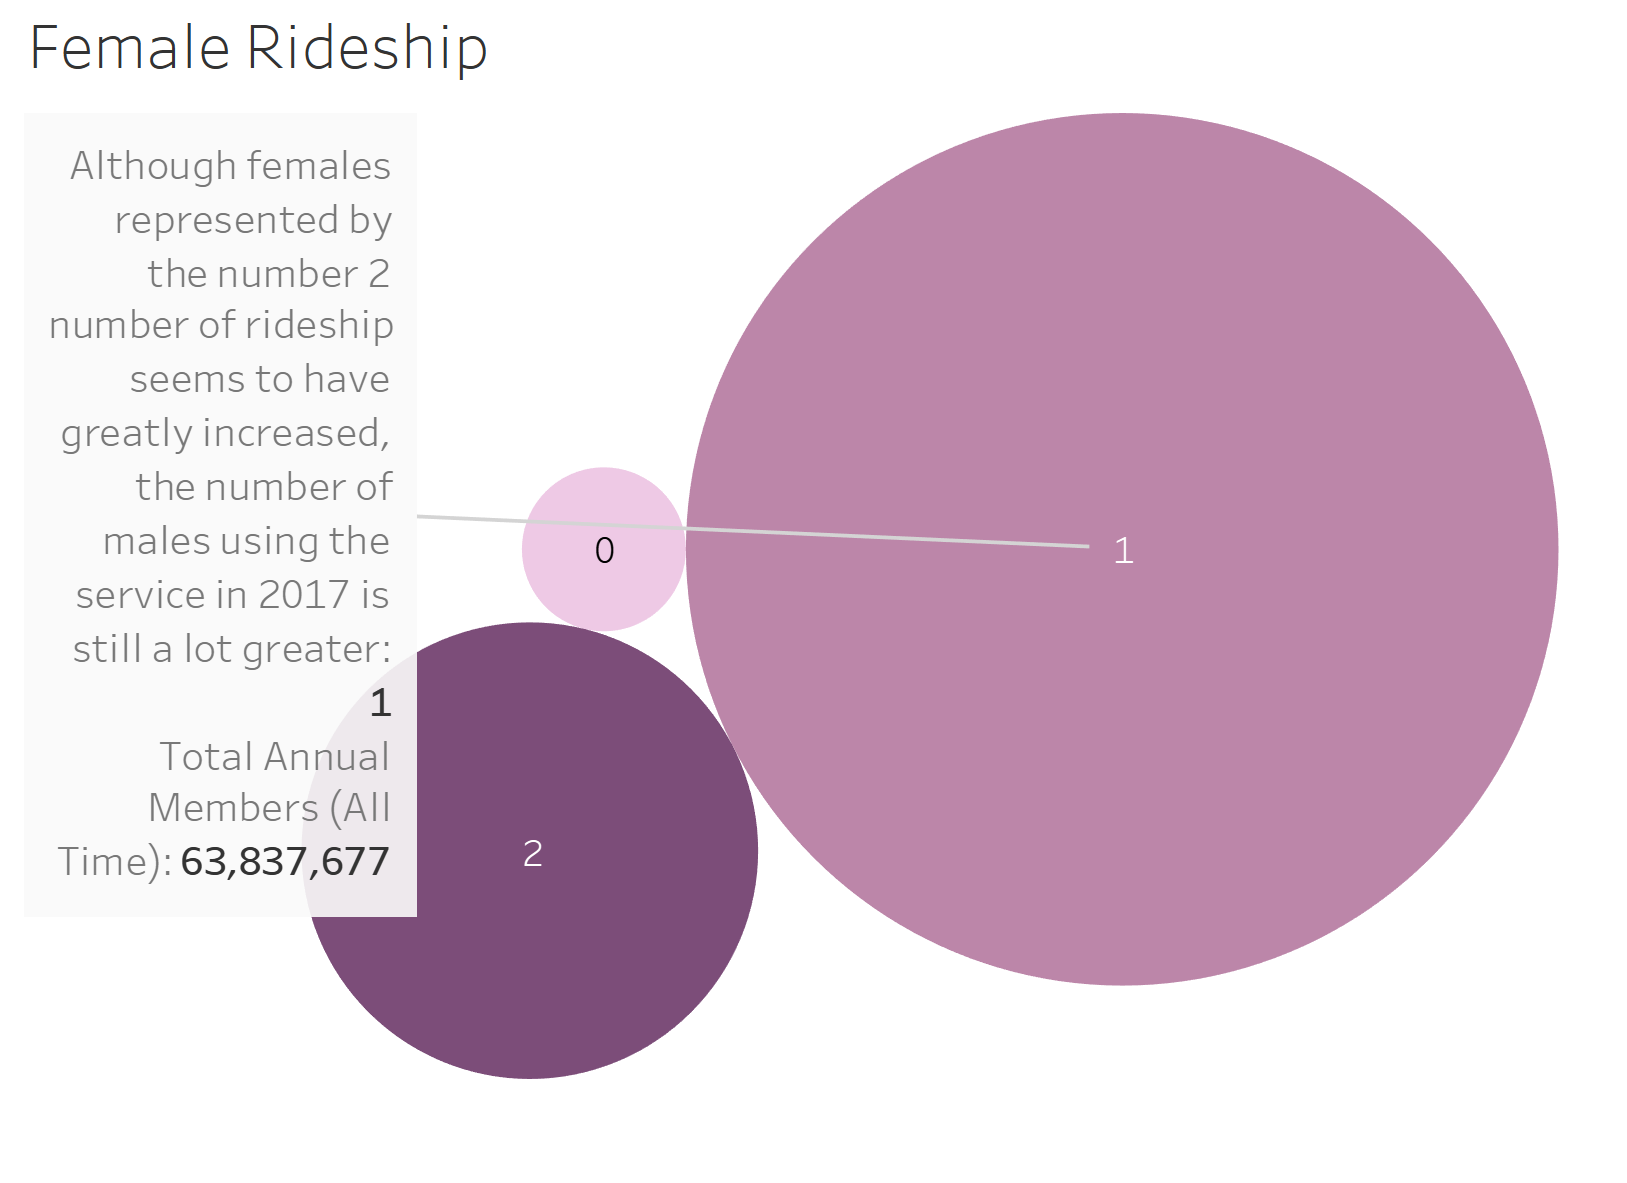 Female Rideship
Although females
represented by
the number 2
number of rideship
seems to have
greatly increased,
the number of
males using the
service in 2017 is
still a lot greater:
1
Total Annual
Members (All
Time): 63,837,677
0
1
2